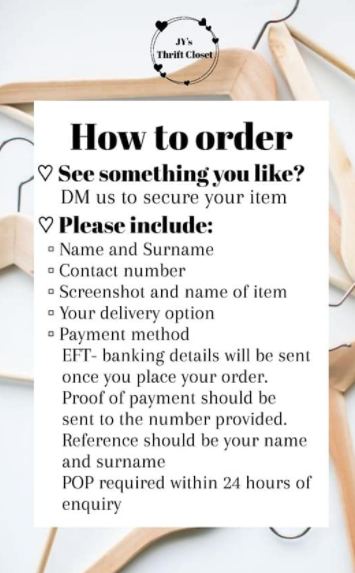 JY's
Thrift Closet
How to order
♡ See something you like?
DM us to secure your item
♡ Please include:
▫ Name and Surname
▫ Contact number
▫ Screenshot and name of item
▫ Your delivery option
▫ Payment method
EFT- banking details will be sent
once you place your order.
Proof of payment should be
sent to the number provided.
Reference should be your name
and surname
POP required within 24 hours of
enquiry